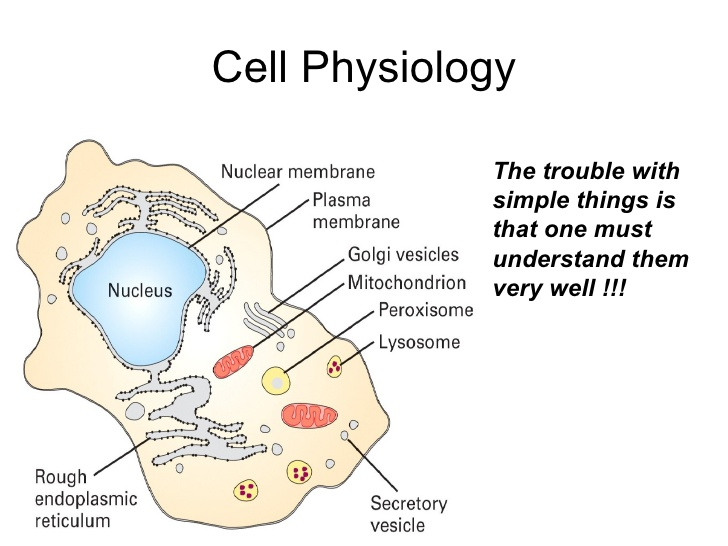 Cell Physiology
Nuclear membrane
Plasma
membrane
Golgi vesicles
Mitochondrion
Peroxisome
Lysosome
Nucleus
Rough
endoplasmic
reticulum
Secretory
vesicle
The trouble with
simple things is
that one must
understand them
very well !!!